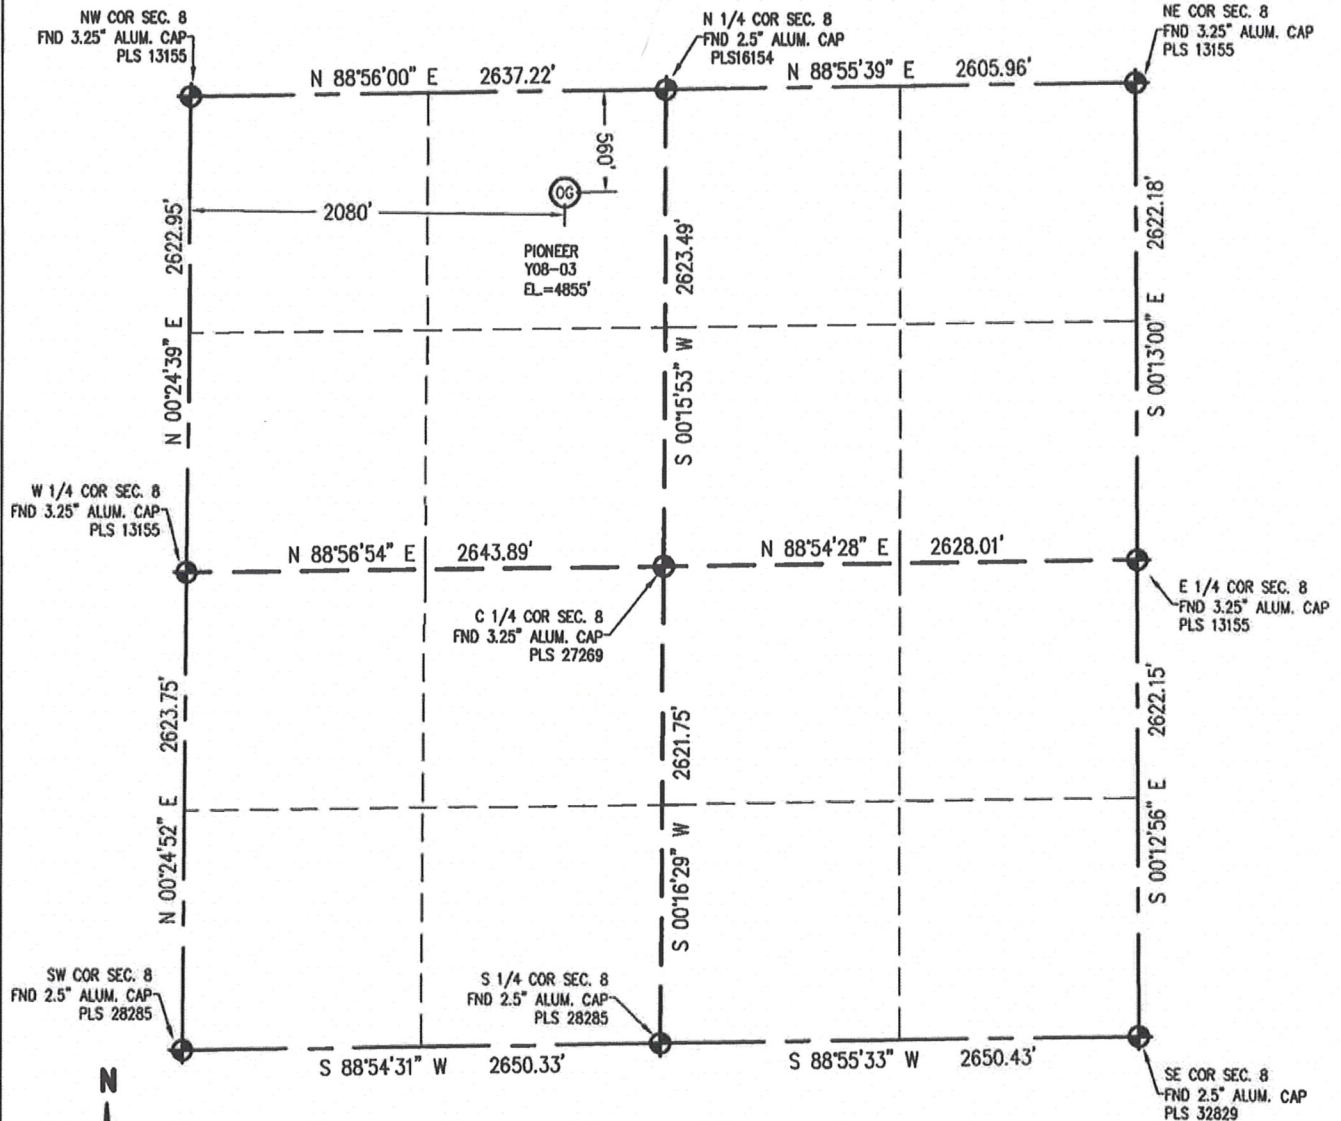 NW COR SEC. 8
FND 3.25" ALUM. CAP
PLS 13155
N 1/4 COR SEC. 8
FND 2.5" ALUM. CAP
PLS16154
NE COR SEC. 8
FND 3.25" ALUM. CAP
PLS 13155
N 88°56'00" E 2637.22'
N 88°55'39" E 2605.96'
560'
OG
2080'
PIONEER
Y08-03
EL.=4855'
N 00°24'39" E 2622.95'
S 00°15'53" W 2623.49'
S 00°13'00" E 2622.18'
W 1/4 COR SEC. 8
FND 3.25" ALUM. CAP
PLS 13155
N 88°56'54" E 2643.89'
N 88°54'28" E 2628.01'
C 1/4 COR SEC. 8
FND 3.25" ALUM. CAP
PLS 27269
E 1/4 COR SEC. 8
FND 3.25" ALUM. CAP
PLS 13155
N 00°24'52" E 2623.75'
S 00°16'29" W 2621.75'
S 00°12'56" E 2622.15'
SW COR SEC. 8
FND 2.5" ALUM. CAP
PLS 28285
S 1/4 COR SEC. 8
FND 2.5" ALUM. CAP
PLS 28285
S 88°54'31" W 2650.33'
S 88°55'33" W 2650.43'
SE COR SEC. 8
FND 2.5" ALUM. CAP
PLS 32829
N